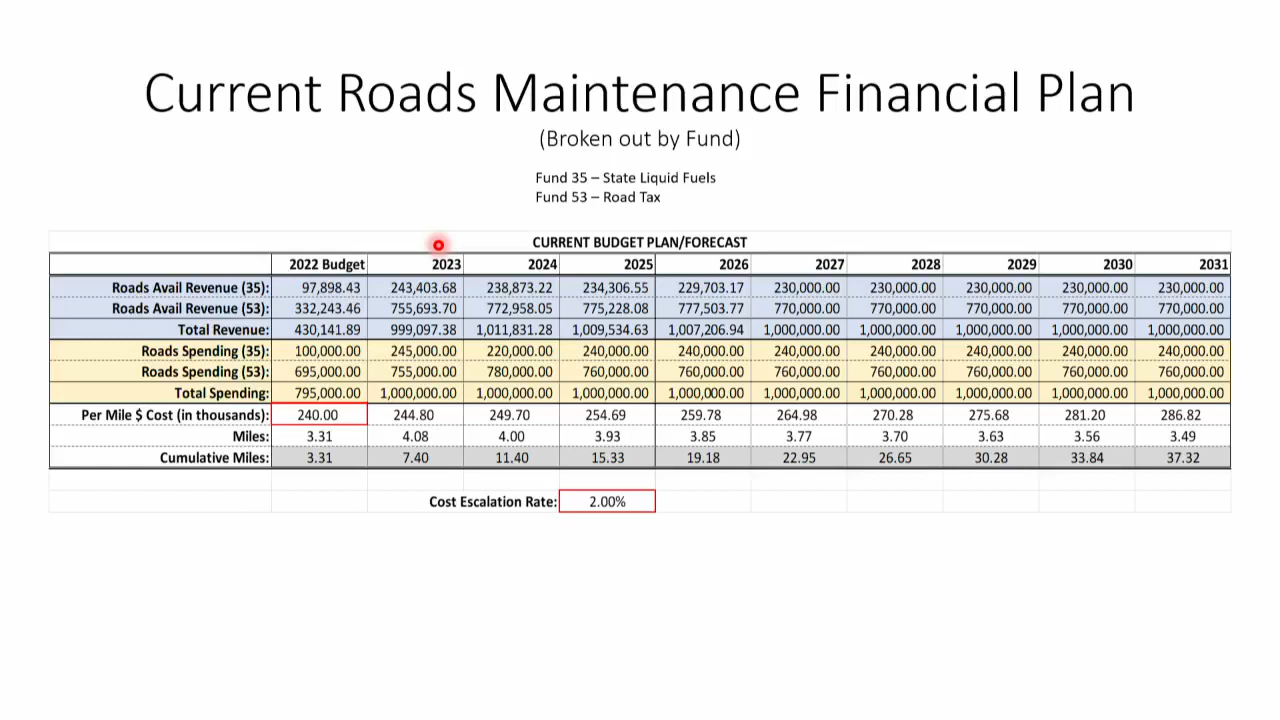 Current Roads Maintenance Financial Plan
(Broken out by Fund)
Fund 35 – State Liquid Fuels
Fund 53 – Road Tax
CURRENT BUDGET PLAN/FORECAST
2022 Budget 2023 2024 2025 2026 2027 2028 2029 2030 2031
Roads Avail Revenue (35): 97,898.43 243,403.68 238,873.22 234,306.55 229,703.17 230,000.00 230,000.00 230,000.00 230,000.00 230,000.00
Roads Avail Revenue (53): 332,243.46 755,693.70 772,958.05 775,228.08 777,503.77 770,000.00 770,000.00 770,000.00 770,000.00 770,000.00
Total Revenue: 430,141.89 999,097.38 1,011,831.28 1,009,534.63 1,007,206.94 1,000,000.00 1,000,000.00 1,000,000.00 1,000,000.00 1,000,000.00
Roads Spending (35): 100,000.00 245,000.00 220,000.00 240,000.00 240,000.00 240,000.00 240,000.00 240,000.00 240,000.00 240,000.00
Roads Spending (53): 695,000.00 755,000.00 780,000.00 760,000.00 760,000.00 760,000.00 760,000.00 760,000.00 760,000.00 760,000.00
Total Spending: 795,000.00 1,000,000.00 1,000,000.00 1,000,000.00 1,000,000.00 1,000,000.00 1,000,000.00 1,000,000.00 1,000,000.00 1,000,000.00
Per Mile $ Cost (in thousands): 240.00 244.80 249.70 254.69 259.78 264.98 270.28 275.68 281.20 286.82
Miles: 3.31 4.08 4.00 3.93 3.85 3.77 3.70 3.63 3.56 3.49
Cumulative Miles: 3.31 7.40 11.40 15.33 19.18 22.95 26.65 30.28 33.84 37.32
Cost Escalation Rate: 2.00%